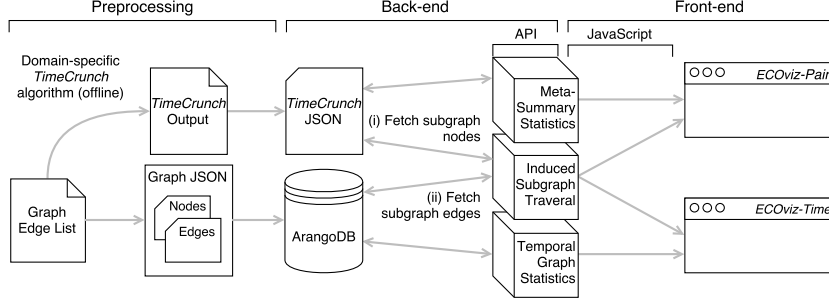 Preprocessing
Back-end
Front-end
API
JavaScript
Domain-specific
TimeCrunch
algorithm (offline)
TimeCrunch
Output
TimeCrunch
JSON
Meta-
Summary
Statistics
ECOviz-Pair
(i) Fetch subgraph
nodes
Graph JSON
Nodes
Edges
Graph
Edge List
ArangoDB
(ii) Fetch
subgraph edges
Induced
Subgraph
Traveral
ECOviz-Time
Temporal
Graph
Statistics